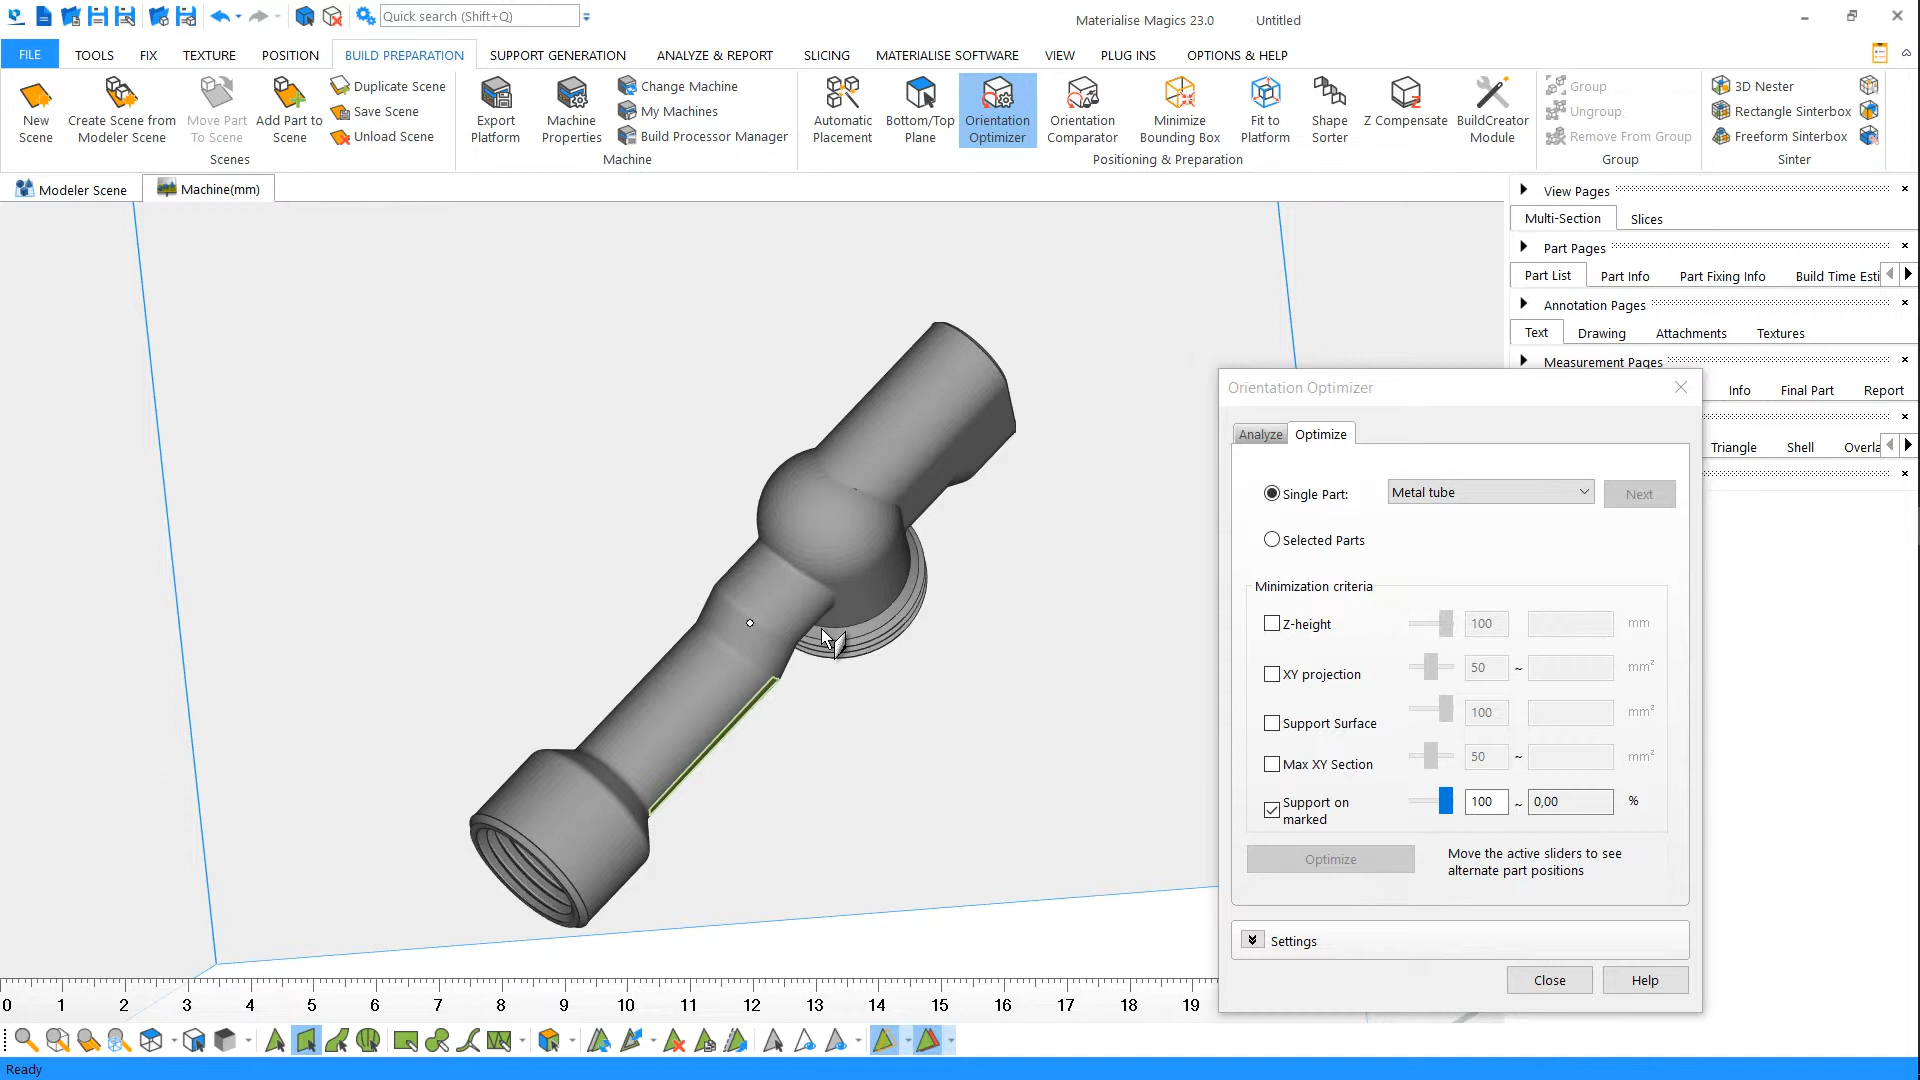 Quick search (Shift+Q)
Materialise Magics 23.0
Untitled
FILE
TOOLS
FIX
TEXTURE
POSITION
BUILD PREPARATION
SUPPORT GENERATION
ANALYZE & REPORT
SLICING
MATERIALISE SOFTWARE
VIEW
PLUG INS
OPTIONS & HELP
New Scene
Create Scene from Modeler Scene
Move Part To Scene
Add Part to Scene
Duplicate Scene
Save Scene
Unload Scene
Scenes
Export Platform
Machine Properties
Change Machine
My Machines
Build Processor Manager
Machine
Automatic Placement
Bottom/Top Plane
Orientation Optimizer
Orientation Comparator
Minimize Bounding Box
Fit to Platform
Shape Sorter
Z Compensate
BuildCreator Module
Positioning & Preparation
Group
Ungroup
Remove From Group
Group
3D Nester
Rectangle Sinterbox
Freeform Sinterbox
Sinter
Modeler Scene
Machine(mm)
View Pages
Multi-Section
Slices
Part Pages
Part List
Part Info
Part Fixing Info
Build Time Esti
Annotation Pages
Text
Drawing
Attachments
Textures
Measurement Pages
Info
Final Part
Report
Triangle
Shell
Overla
Orientation Optimizer
Analyze
Optimize
Single Part:
Metal tube
Next
Selected Parts
Minimization criteria
Z-height
100
mm
XY projection
50
~
mm²
Support Surface
100
mm²
Max XY Section
50
~
mm²
Support on
marked
100
~
0,00
%
Optimize
Move the active sliders to see
alternate part positions
Settings
Close
Help
0 1 2 3 4 5 6 7 8 9 10 11 12 13 14 15 16 17 18 19
Ready